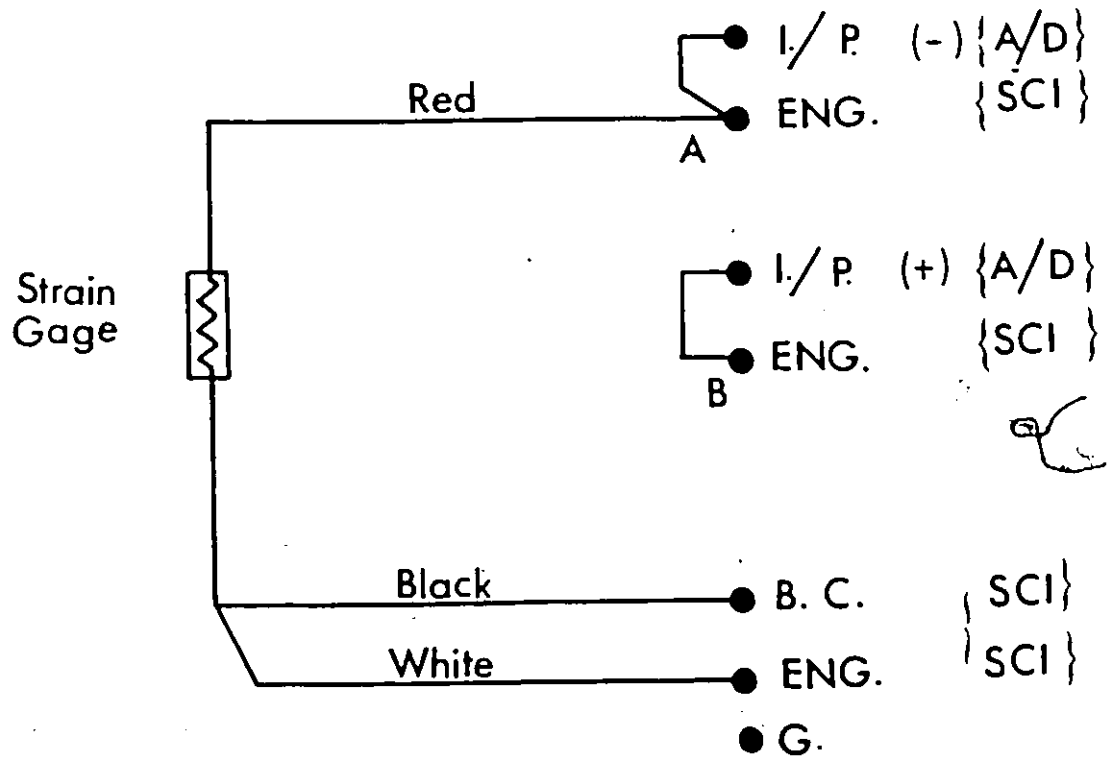 I./P. (-) {A/D}
Red ENG. {SCI}
A
Strain
Gage
I./P. (+) {A/D}
ENG. {SCI}
B
Black B. C. {SCI}
White ENG. {SCI}
G.